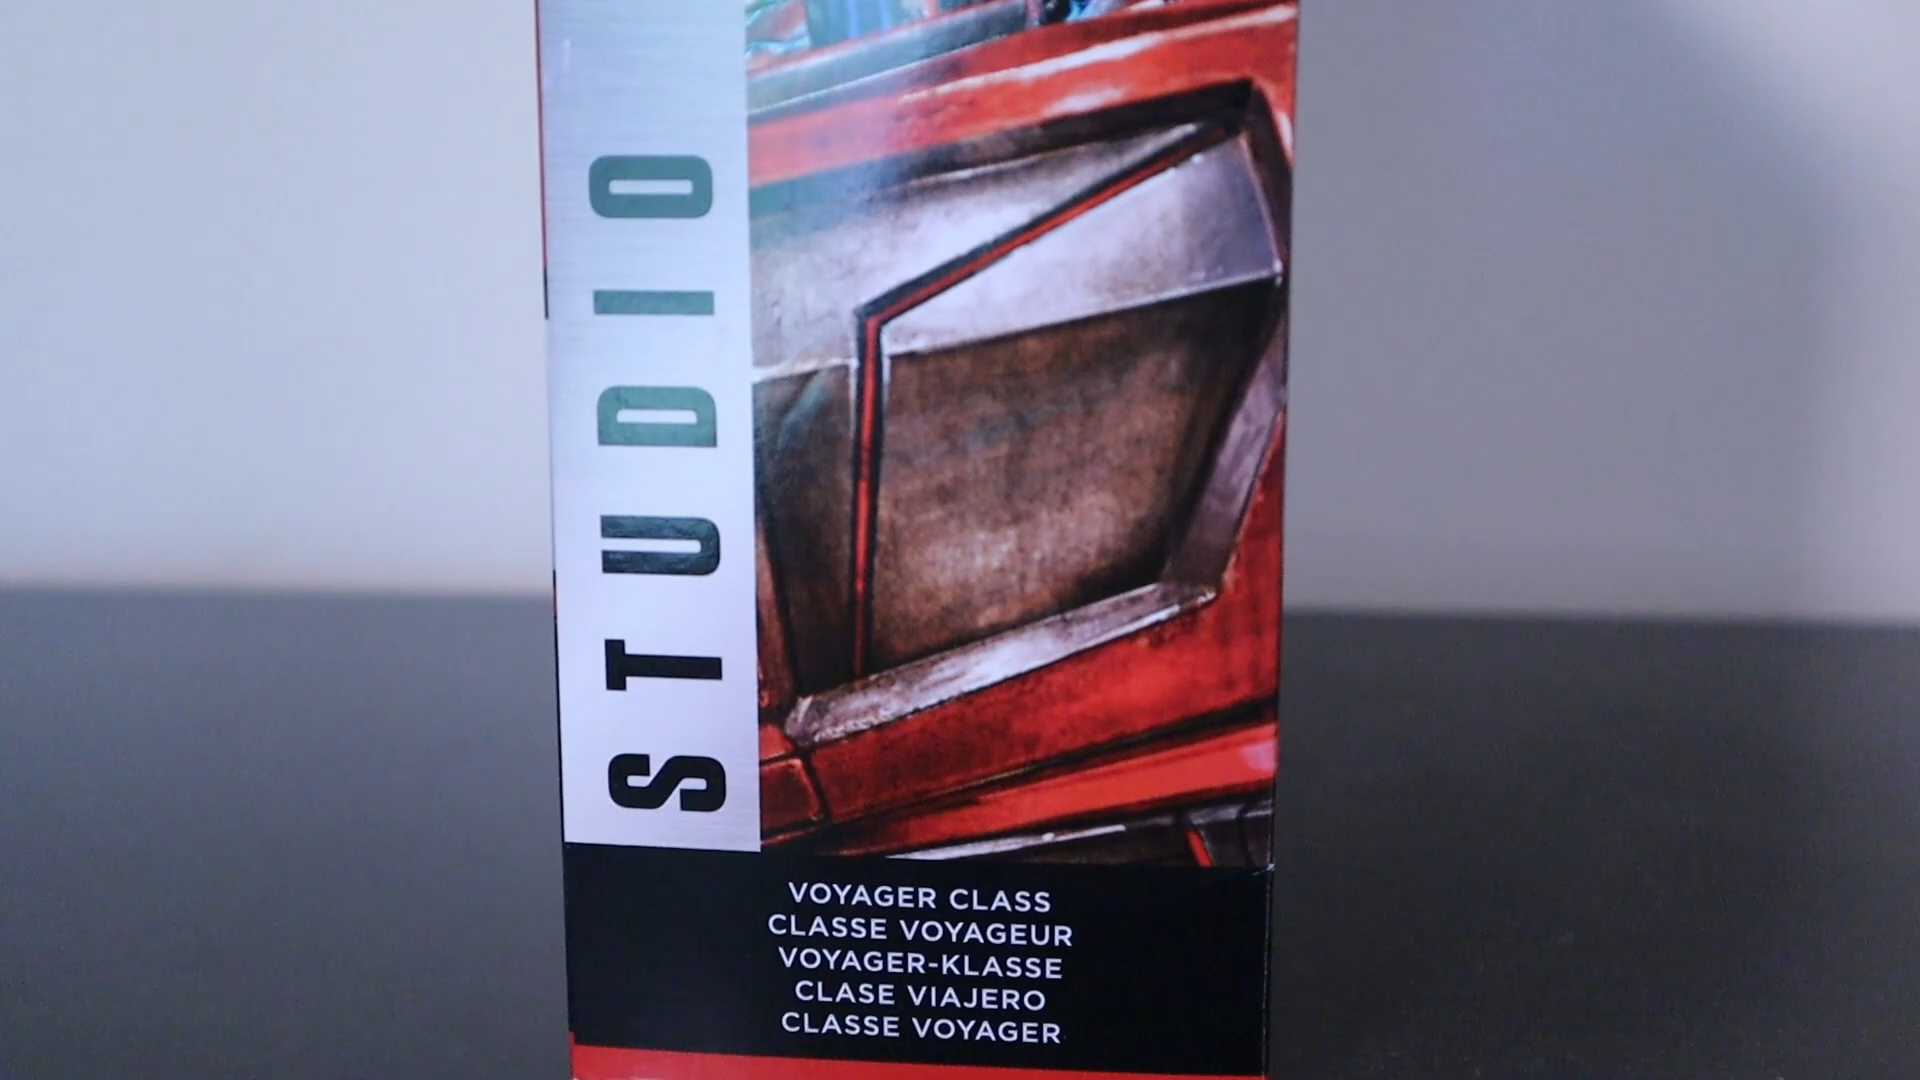 STUDIO
VOYAGER CLASS
CLASSE VOYAGEUR
VOYAGER-KLASSE
CLASE VIAJERO
CLASSE VOYAGER